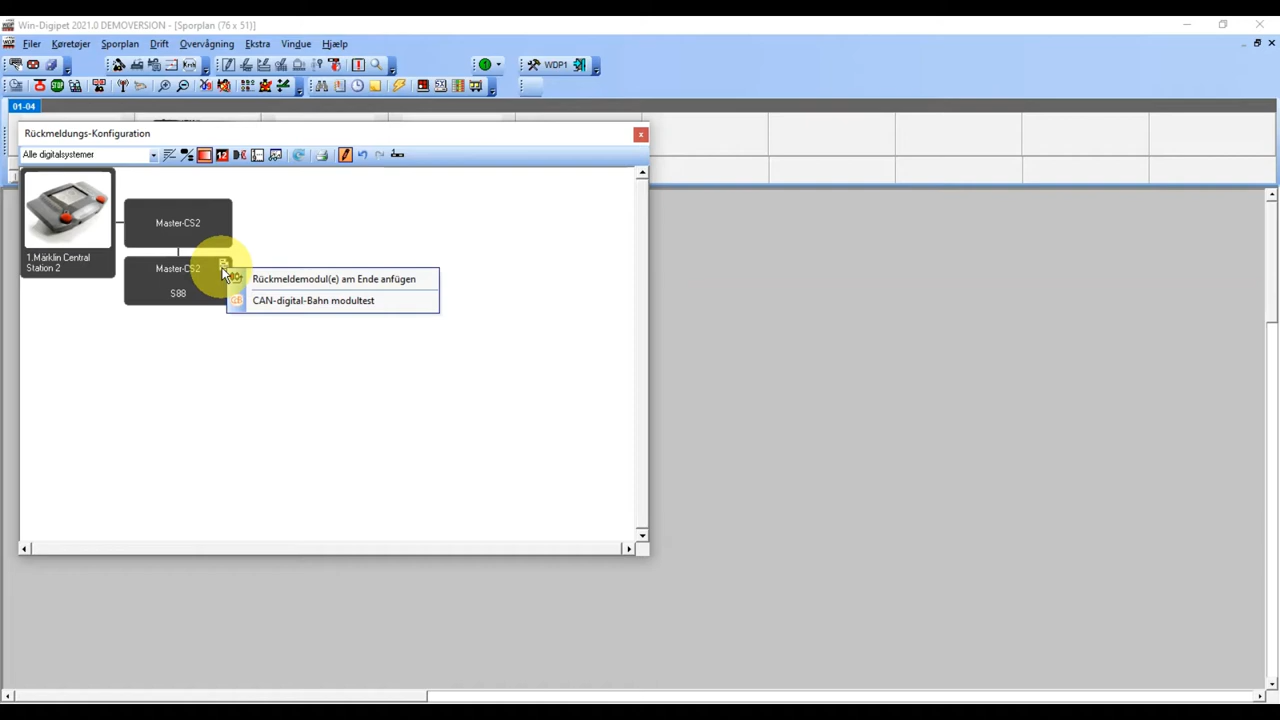 Win-Digipet 2021.0 DEMOVERSION - [Sporplan (76 x 51)]
Filer Køretøjer Sporplan Drift Overvågning Ekstra Vindue Hjælp
WDP1
01-04
Rückmeldungs-Konfiguration
Alle digitalsystemer
12
Master-CS2
1.Märklin Central
Station 2
Master-CS2
S88
Rückmeldemodul(e) am Ende anfügen
CAN-digital-Bahn modultest